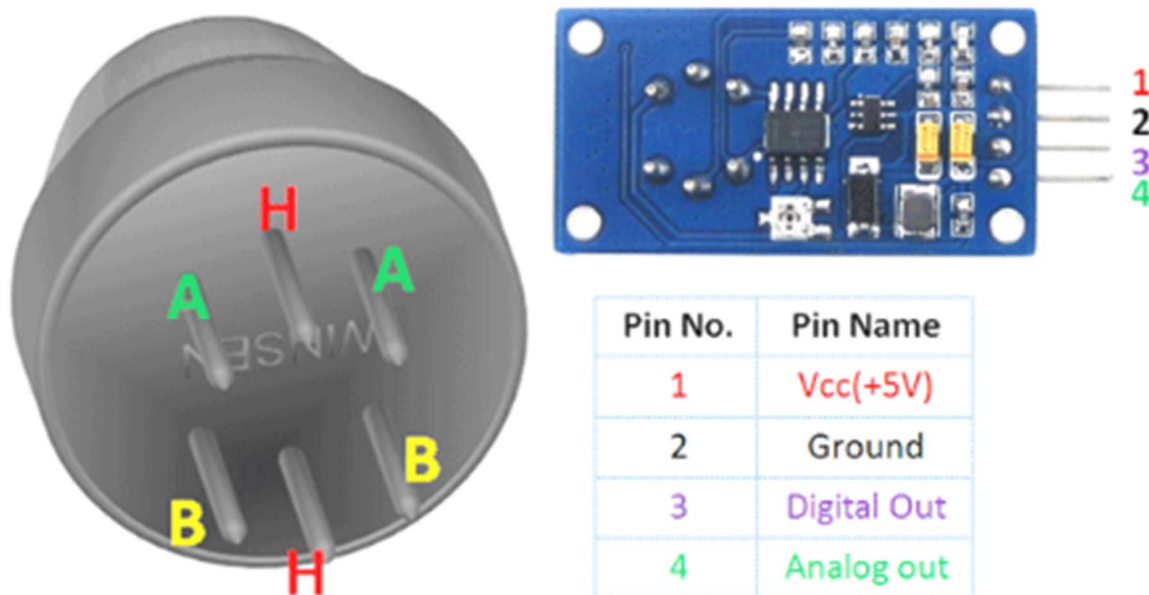 H
A
A
WINSEN
B
B
H
1
2
3
4
Pin No. Pin Name
1 Vcc(+5V)
2 Ground
3 Digital Out
4 Analog out